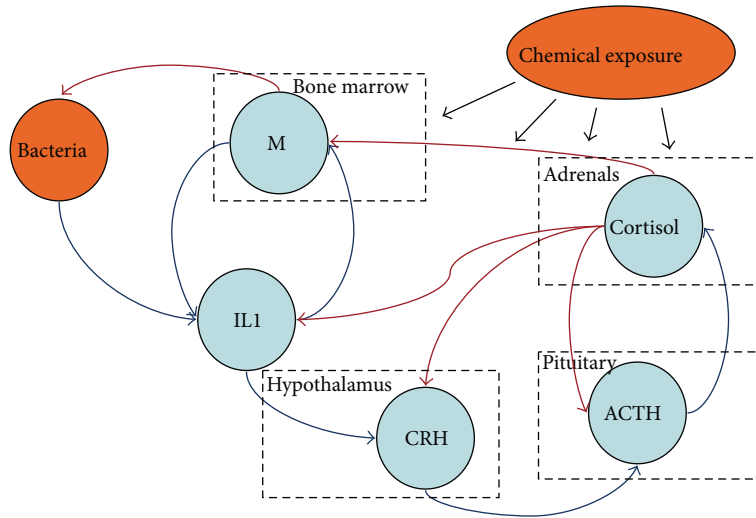 Chemical exposure
Bone marrow
M
Bacteria
Adrenals
Cortisol
IL1
Hypothalamus
CRH
Pituitary
ACTH